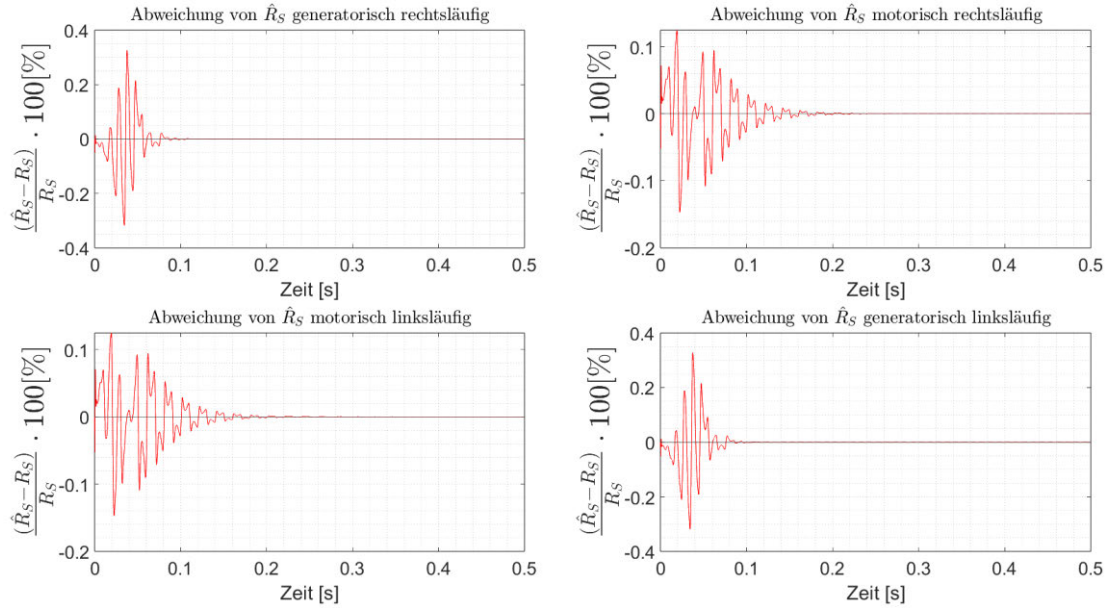 Abweichung von R̂_S generatorisch rechtsläufig
(R̂_S−R_S)/R_S · 100[%]
0.4
0.2
0
-0.2
-0.4
0 0.1 0.2 0.3 0.4 0.5
Zeit [s]
Abweichung von R̂_S motorisch rechtsläufig
(R̂_S−R_S)/R_S · 100[%]
0.1
0
-0.1
-0.2
0 0.1 0.2 0.3 0.4 0.5
Zeit [s]
Abweichung von R̂_S motorisch linksläufig
(R̂_S−R_S)/R_S · 100[%]
0.1
0
-0.1
-0.2
0 0.1 0.2 0.3 0.4 0.5
Zeit [s]
Abweichung von R̂_S generatorisch linksläufig
(R̂_S−R_S)/R_S · 100[%]
0.4
0.2
0
-0.2
-0.4
0 0.1 0.2 0.3 0.4 0.5
Zeit [s]